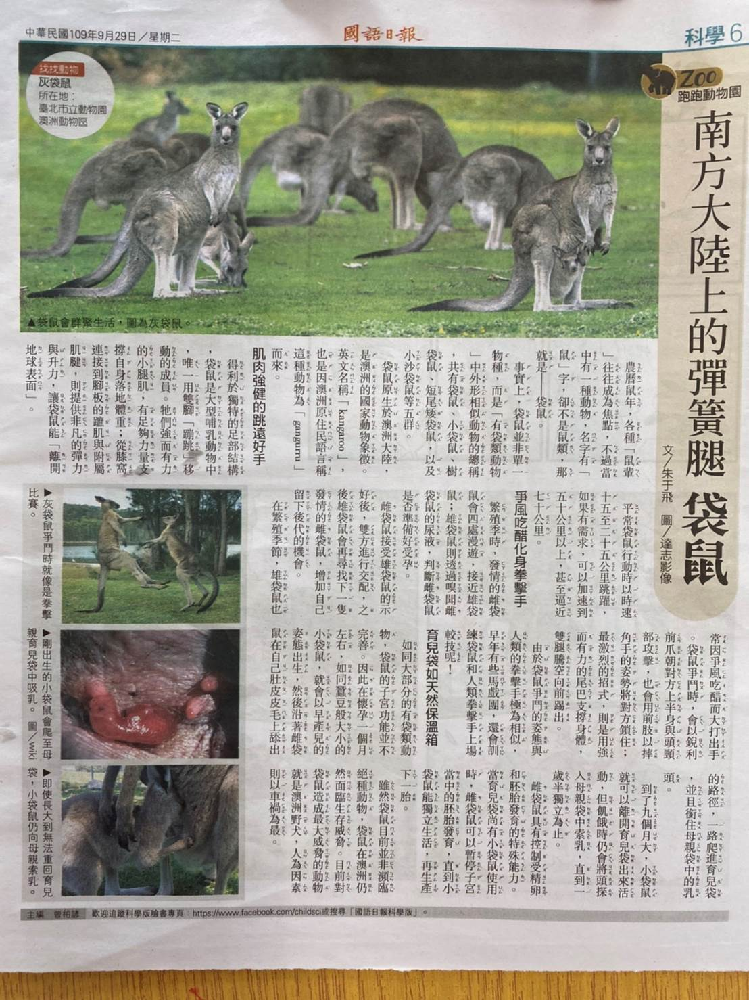 中華民國109年9月29日／星期二
國語日報
科學 6
Zoo
跑跑動物園
找找動物
灰袋鼠
所在地：
臺北市立動物園
澳洲動物區
南方大陸上的彈簧腿 袋鼠
文／朱于飛 圖／達志影像
▲袋鼠會群聚生活，圖為灰袋鼠。
農曆鼠年，各種「鼠輩
」往往成為焦點，不過當
中有一種動物，名字有「
鼠」字，卻不是鼠類，那
就是——袋鼠。
事實上，袋鼠並非單一
物種，而是「有袋類動物
」中外形相似動物的總稱
，共有袋鼠、小袋鼠、樹
袋鼠、短尾矮袋鼠，以及
小沙袋鼠等五群。
袋鼠原生於澳洲大陸，
是澳洲的國家動物象徵。
英文名稱「kangaroo」，
也是因澳洲原住民語言稱
這種動物為「gangurru」
而來。
肌肉強健的跳遠好手
得利於獨特的足部結構
，袋鼠是大型哺乳動物中
，唯一用雙腳「蹦跳」移
動的成員。牠們強而有力
的小腿肌，有足夠力量支
撐自身落地體重；從膝窩
連接到腳板的蹠肌與附屬
肌腱，則提供非凡的彈力
與升力，讓袋鼠能「離開
地球表面」。
平常袋鼠行動時以時速
十五至二十五公里跳躍，
如果有需求，可以加速到
五十公里以上，甚至逼近
七十公里。
爭風吃醋化身拳擊手
繁殖季時，發情的雌袋
鼠會四處漫遊，接近雄袋
鼠；雄袋鼠則透過嗅聞雌
袋鼠的尿液，判斷雌袋鼠
是否準備好受孕。
雌袋鼠接受雄袋鼠的示
好後，雙方進行交配，之
後雄袋鼠會再尋找下一隻
發情的雌袋鼠，增加自己
留下後代的機會。
在繁殖季節，雄袋鼠也
常因爭風吃醋而大打出手
。袋鼠爭鬥時，會以銳利
前爪朝對方上半身與頭頸
部攻擊，也會用前肢以摔
角手的姿勢將對方鎖住；
最激烈的招式，則是用強
而有力的尾巴支撐身體，
雙腿騰空向前踢出。
由於袋鼠爭鬥的姿態與
人類的拳擊手極為相似，
早年有些馬戲團，還會訓
練袋鼠和人類拳擊手上場
較技呢！
育兒袋如天然保溫箱
如同大部分的有袋類動
物，袋鼠的子宮功能並不
完善。因此在懷孕一個月
左右，如同蠶豆般大小的
小袋鼠，就會以早產兒的
姿態出生，然後沿著雌袋
鼠在自己肚皮皮毛上舔出
的路徑，一路爬進育兒袋
，並且銜住母親袋中的乳
頭。
到了九個月大，小袋鼠
就可以離開育兒袋出來活
動，但飢餓時仍會將頭探
入母親袋中索乳，直到一
歲半獨立為止。
雌袋鼠具有控制受精卵
和胚胎發育的特殊能力。
當育兒袋尚有小袋鼠使用
時，雌袋鼠可以暫停子宮
當中的胚胎發育，直到小
袋鼠能獨立生活，再生產
下一胎。
雖然袋鼠目前並非瀕臨
絕種動物，袋鼠在澳洲仍
然面臨生存威脅。目前對
袋鼠造成最大威脅的動物
就是澳洲野犬，人為因素
則以車禍為最。
▶灰袋鼠爭鬥時就像是拳擊
比賽。
▶剛出生的小袋鼠會爬至母
親育兒袋中吸乳。 圖／wiki
▶即使長大到無法重回育兒
袋，小袋鼠仍向母親索乳。
主編 曾柏諺 歡迎追蹤科學版臉書專頁：https://www.facebook.com/childsci或搜尋「國語日報科學版」。